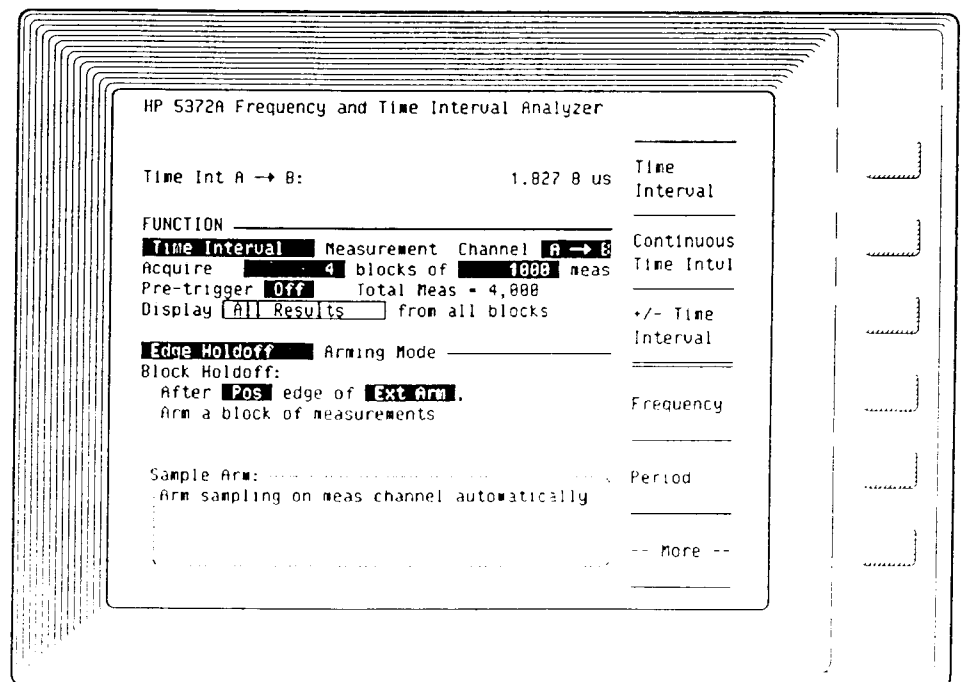 HP 5372A Frequency and Time Interval Analyzer
Time Int A → B: 1.827 8 us
FUNCTION
Time Interval Measurement Channel A → B
Acquire 4 blocks of 1000 meas
Pre-trigger Off Total Meas = 4,000
Display All Results from all blocks
Edge Holdoff Arming Mode
Block Holdoff:
After Pos edge of Ext Arm,
Arm a block of measurements
Sample Arm:
Arm sampling on meas channel automatically
Time
Interval
Continuous
Time Intvl
+/- Time
Interval
Frequency
Period
-- More --